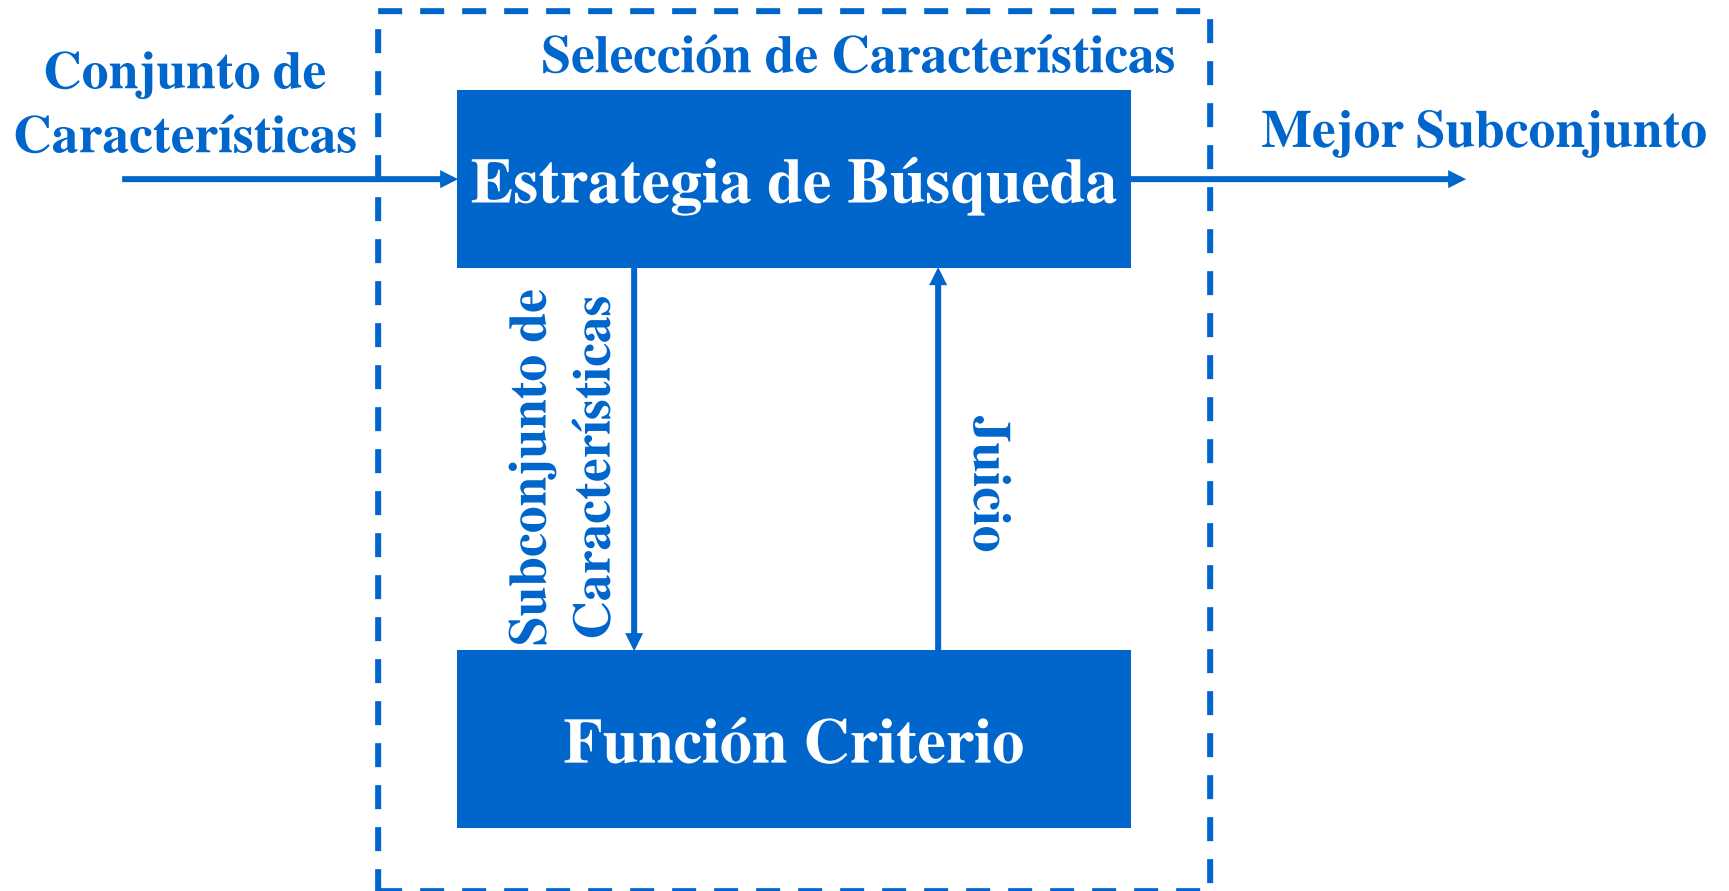 Selección de Características
Conjunto de
Características
Mejor Subconjunto
Estrategia de Búsqueda
Subconjunto de
Características
Juicio
Función Criterio